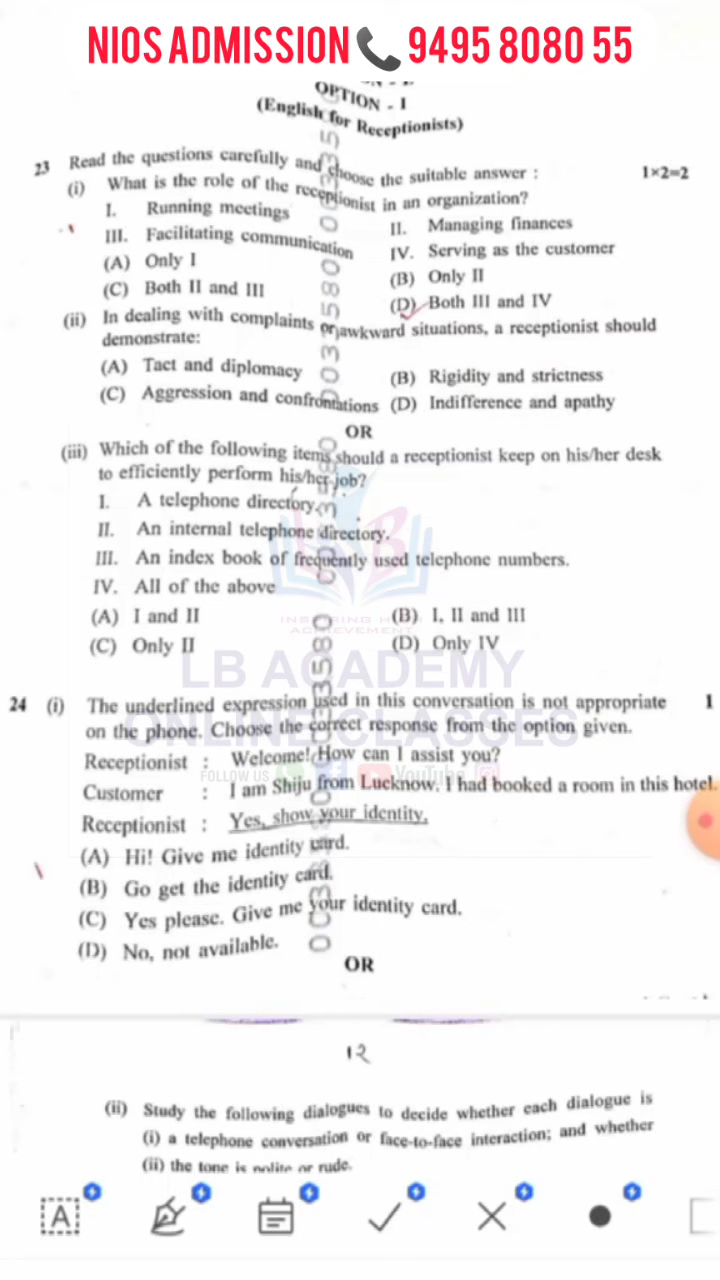 NIOS ADMISSION 📞 9495 8080 55
OPTION - I
(English for Receptionists)
23 Read the questions carefully and choose the suitable answer : 1×2=2
(i) What is the role of the receptionist in an organization?
I. Running meetings II. Managing finances
III. Facilitating communication IV. Serving as the customer
(A) Only I (B) Only II
(C) Both II and III (D) Both III and IV
(ii) In dealing with complaints or awkward situations, a receptionist should
demonstrate:
(A) Tact and diplomacy (B) Rigidity and strictness
(C) Aggression and confrontations (D) Indifference and apathy
OR
(iii) Which of the following items should a receptionist keep on his/her desk
to efficiently perform his/her job?
I. A telephone directory.
II. An internal telephone directory.
III. An index book of frequently used telephone numbers.
IV. All of the above
(A) I and II (B) I, II and III
INSPIRING HIGH
ACHIEVEMENT
(C) Only II (D) Only IV
LB ACADEMY
24 (i) The underlined expression used in this conversation is not appropriate 1
on the phone. Choose the correct response from the option given.
ONLINE CLASSES
Receptionist : Welcome! How can I assist you?
FOLLOW US YouTube
Customer : I am Shiju from Lucknow. I had booked a room in this hotel.
Receptionist : Yes, show your identity.
(A) Hi! Give me identity card.
(B) Go get the identity card.
(C) Yes please. Give me your identity card.
(D) No, not available.
OR
12
(ii) Study the following dialogues to decide whether each dialogue is
(i) a telephone conversation or face-to-face interaction; and whether
(ii) the tone is polite or rude.
A